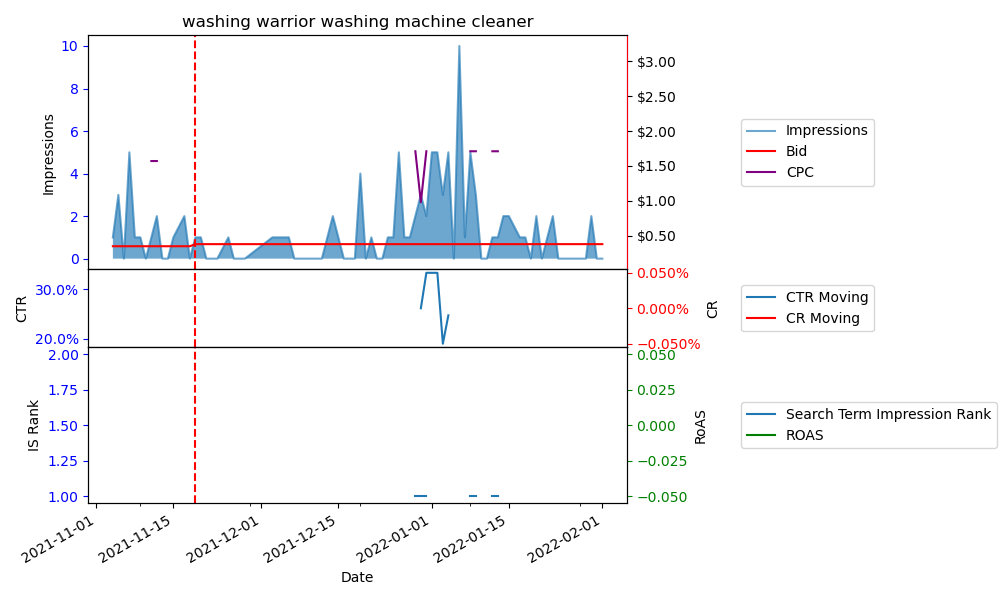 washing warrior washing machine cleaner
10
8
6
4
2
0
Impressions
$3.00
$2.50
$2.00
$1.50
$1.00
$0.50
Impressions
Bid
CPC
30.0%
20.0%
CTR
0.050%
0.000%
−0.050%
CR
CTR Moving
CR Moving
2.00
1.75
1.50
1.25
1.00
IS Rank
0.050
0.025
0.000
−0.025
−0.050
RoAS
Search Term Impression Rank
ROAS
2021-11-01
2021-11-15
2021-12-01
2021-12-15
2022-01-01
2022-01-15
2022-02-01
Date